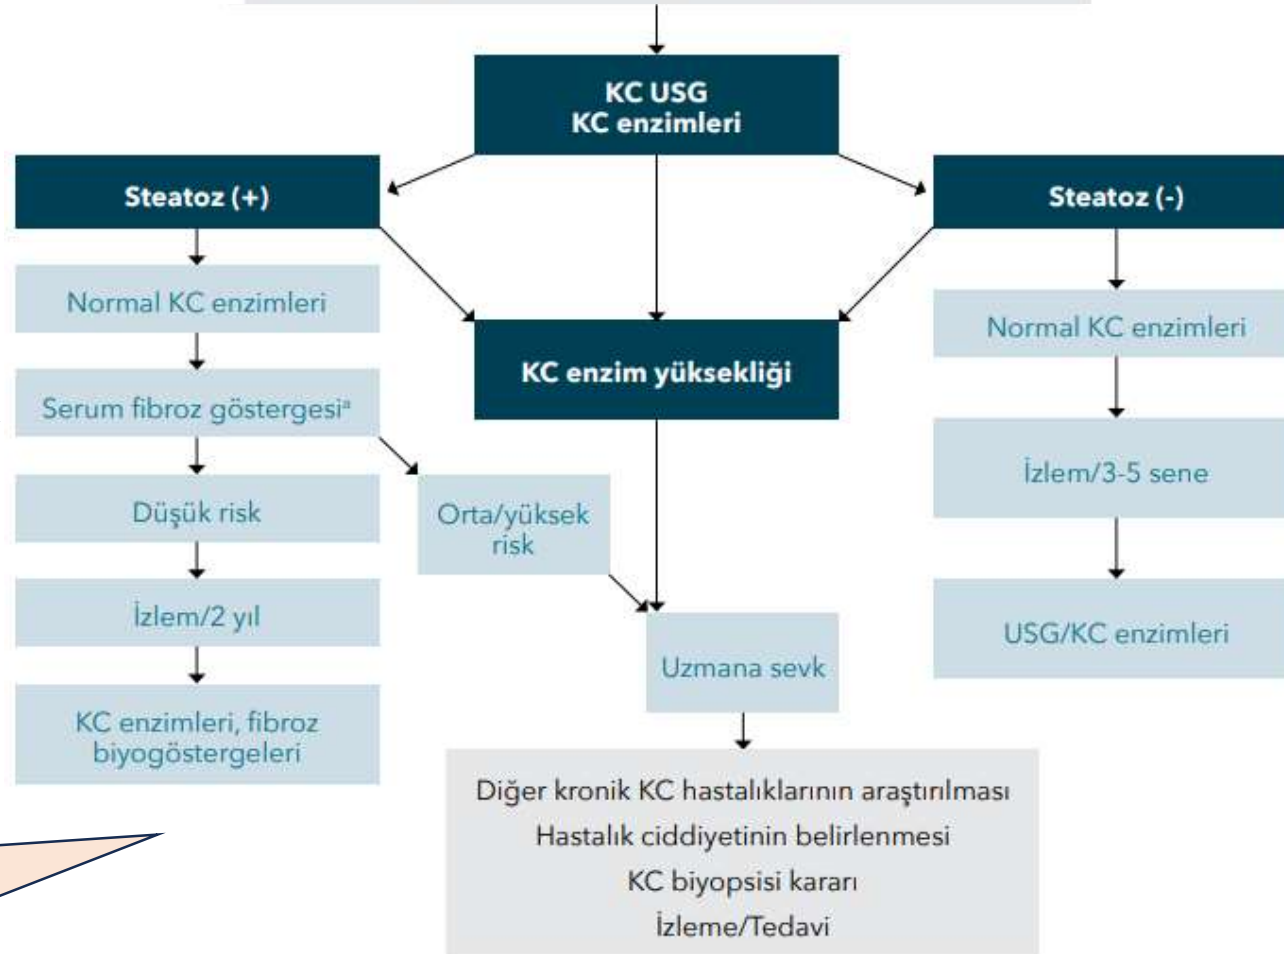 KC USG
KC enzimleri
Steatoz (+)
Steatoz (-)
Normal KC enzimleri
Normal KC enzimleri
KC enzim yüksekliği
Serum fibroz göstergesiª
İzlem/3-5 sene
Düşük risk
Orta/yüksek
risk
İzlem/2 yıl
USG/KC enzimleri
Uzmana sevk
KC enzimleri, fibroz
biyogöstergeleri
Diğer kronik KC hastalıklarının araştırılması
Hastalık ciddiyetinin belirlenmesi
KC biyopsisi kararı
İzleme/Tedavi